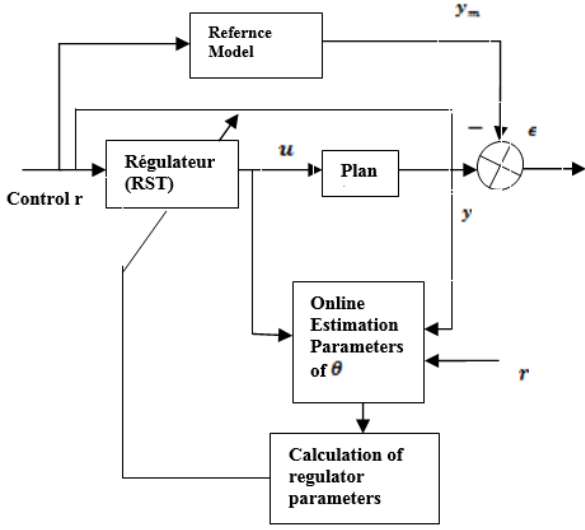 Refernce
Model
y_m
− ϵ
Régulateur
(RST)
u
Plan
Control r
y
Online
Estimation
Parameters
of θ
r
Calculation of
regulator
parameters